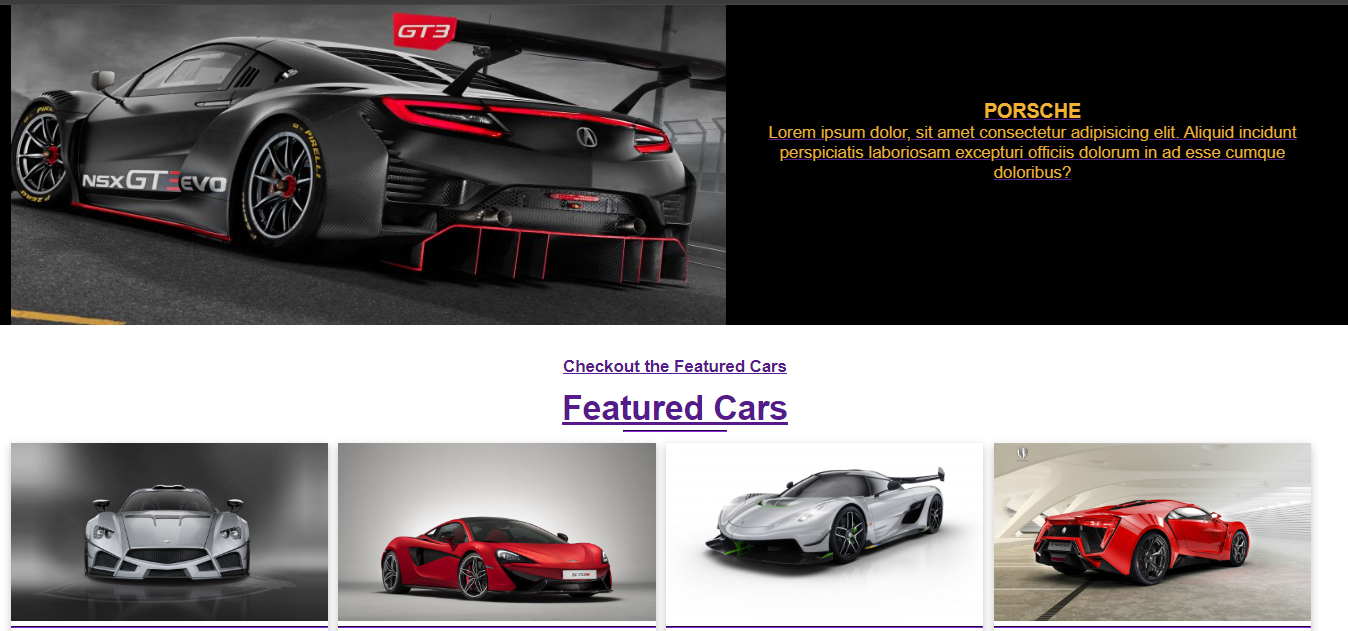 GT3
PIRELLI
P ZERO
NSX GT3 EVO
PORSCHE
Lorem ipsum dolor, sit amet consectetur adipisicing elit. Aliquid incidunt
perspiciatis laboriosam excepturi officiis dolorum in ad esse cumque
doloribus?
Checkout the Featured Cars
Featured Cars